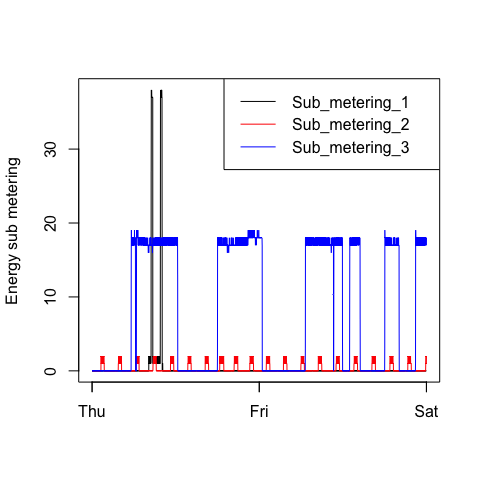 Sub_metering_1
Sub_metering_2
Sub_metering_3
Energy sub metering
30
20
10
0
Thu Fri Sat